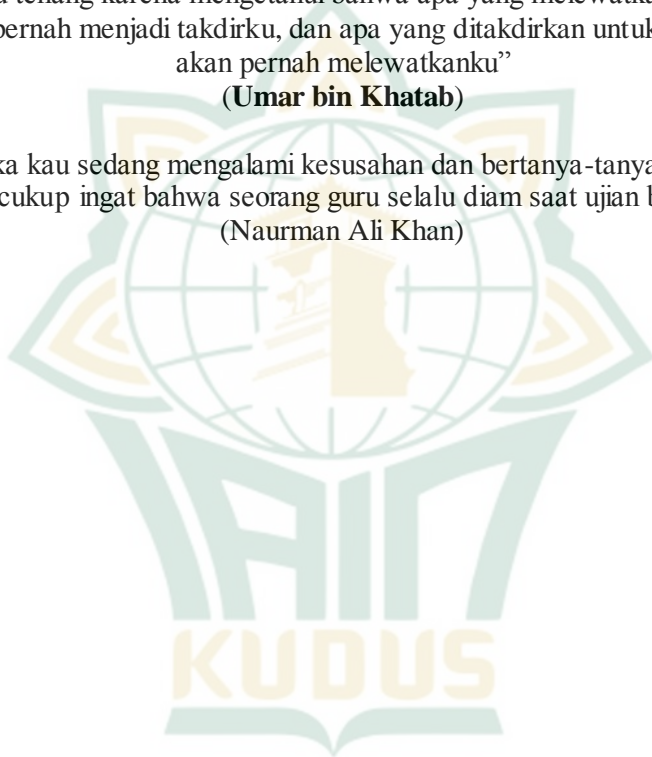 tenang karena mengetahui bahwa apa yang
pernah menjadi takdirku, dan apa yang ditakdirkan untuk
akan pernah melewatkanku”
(Umar bin Khatab)
kau sedang mengalami kesusahan dan bertanya-tanya
cukup ingat bahwa seorang guru selalu diam saat ujian
(Naurman Ali Khan)
IAIN
KUDUS